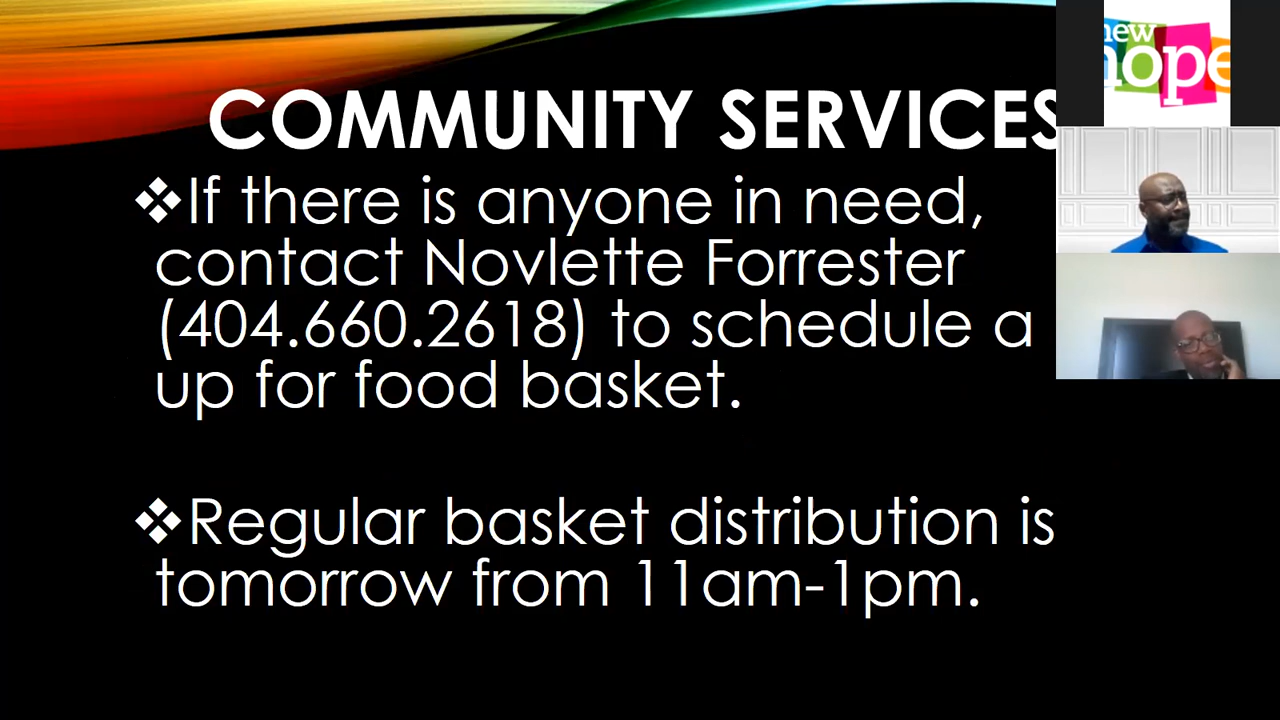 new
hope
COMMUNITY SERVICES
❖If there is anyone in need,
contact Novlette Forrester
(404.660.2618) to schedule a
up for food basket.
❖Regular basket distribution is
tomorrow from 11am-1pm.